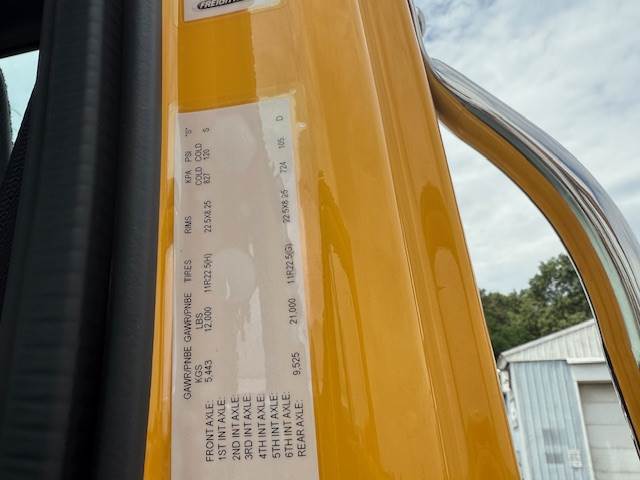 FREIGHTLINER
GAWR/PNBE GAWR/PNBE TIRES RIMS KPA PSI "S"
KGS LBS COLD COLD
FRONT AXLE: 5,443 12,000 11R22.5(H) 22.5X8.25 827 120 S
1ST INT AXLE:
2ND INT AXLE:
3RD INT AXLE:
4TH INT AXLE:
5TH INT AXLE:
6TH INT AXLE:
REAR AXLE: 9,525 21,000 11R22.5(G) 22.5X8.25 724 105 D